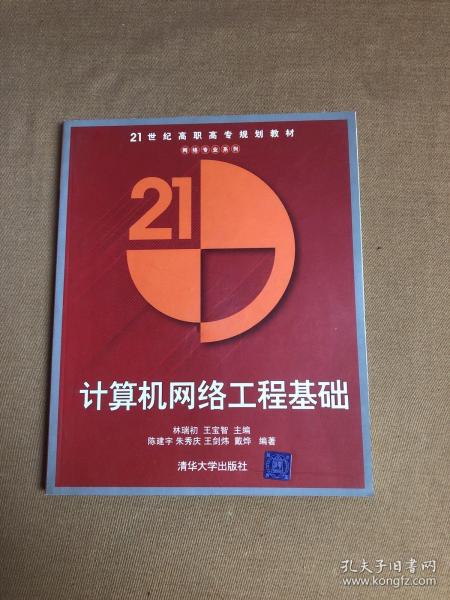 21世纪高职高专规划教材
网络专业系列
21
计算机网络工程基础
林瑞初 王宝智 主编
陈建宇 朱秀庆 王剑炜 戴烨 编著
清华大学出版社
孔夫子旧书网
www.kongfz.com